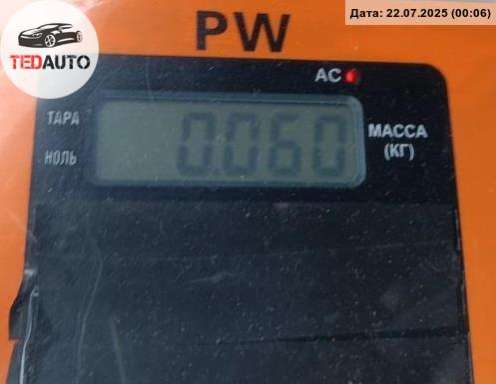 Дата: 22.07.2025 (00:06)
TEDAUTO
PW
AC
ТАРА
0.060
МАССА
(КГ)
НОЛЬ